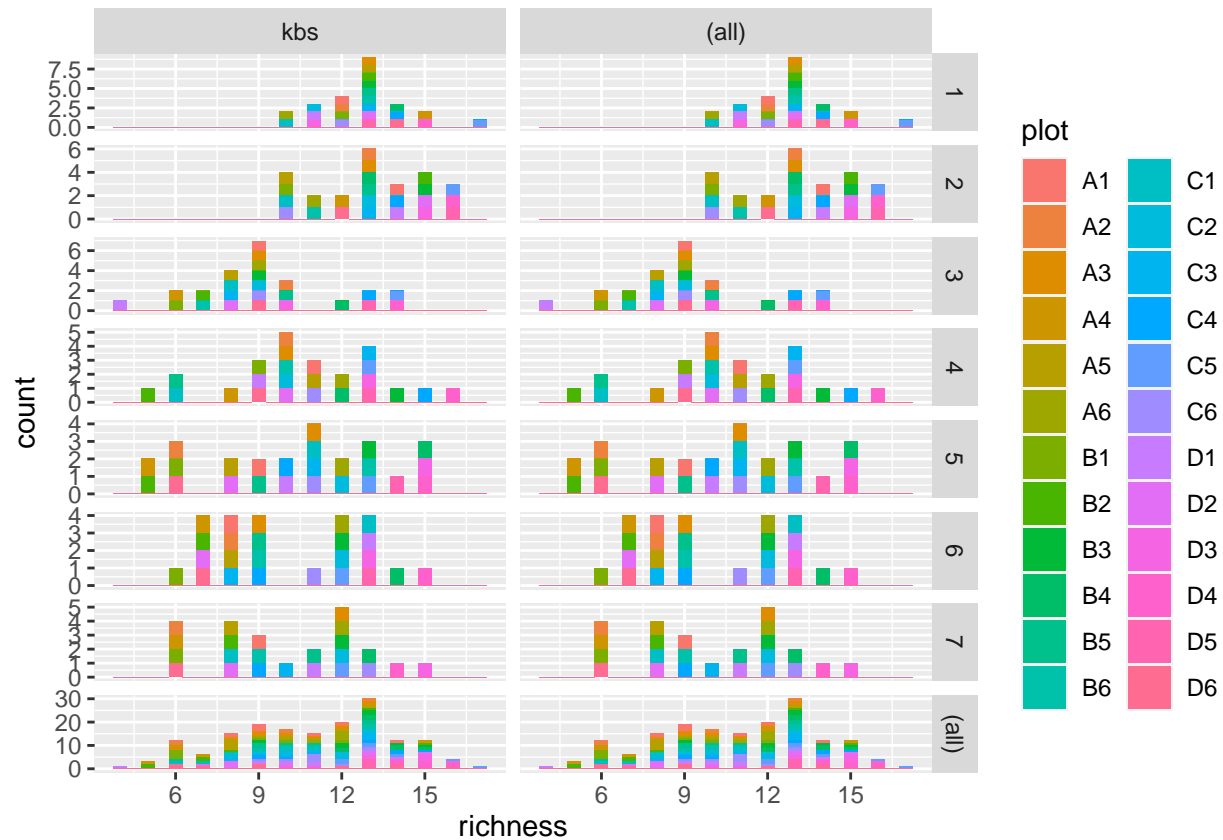 kbs (all)
7.5
5.0
2.5
0.0
1
6
4
2
0
2
6
4
2
0
3
5
4
3
2
1
0
4
4
3
2
1
0
5
4
3
2
1
0
6
5
4
3
2
1
0
7
30
20
10
0
(all)
6 9 12 15 6 9 12 15
richness
count
plot
A1 C1
A2 C2
A3 C3
A4 C4
A5 C5
A6 C6
B1 D1
B2 D2
B3 D3
B4 D4
B5 D5
B6 D6